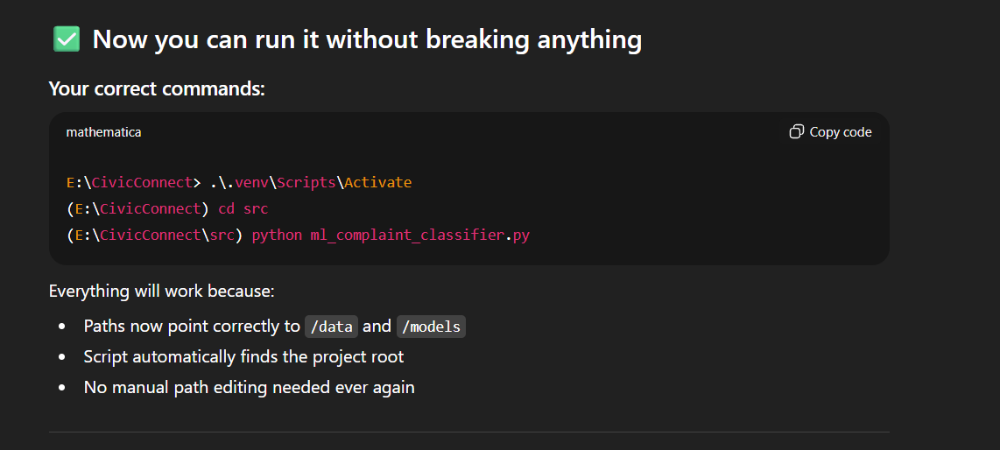 ✅ Now you can run it without breaking anything
Your correct commands:
mathematica
Copy code
E:\CivicConnect> .\.venv\Scripts\Activate
(E:\CivicConnect) cd src
(E:\CivicConnect\src) python ml_complaint_classifier.py
Everything will work because:
• Paths now point correctly to /data and /models
• Script automatically finds the project root
• No manual path editing needed ever again